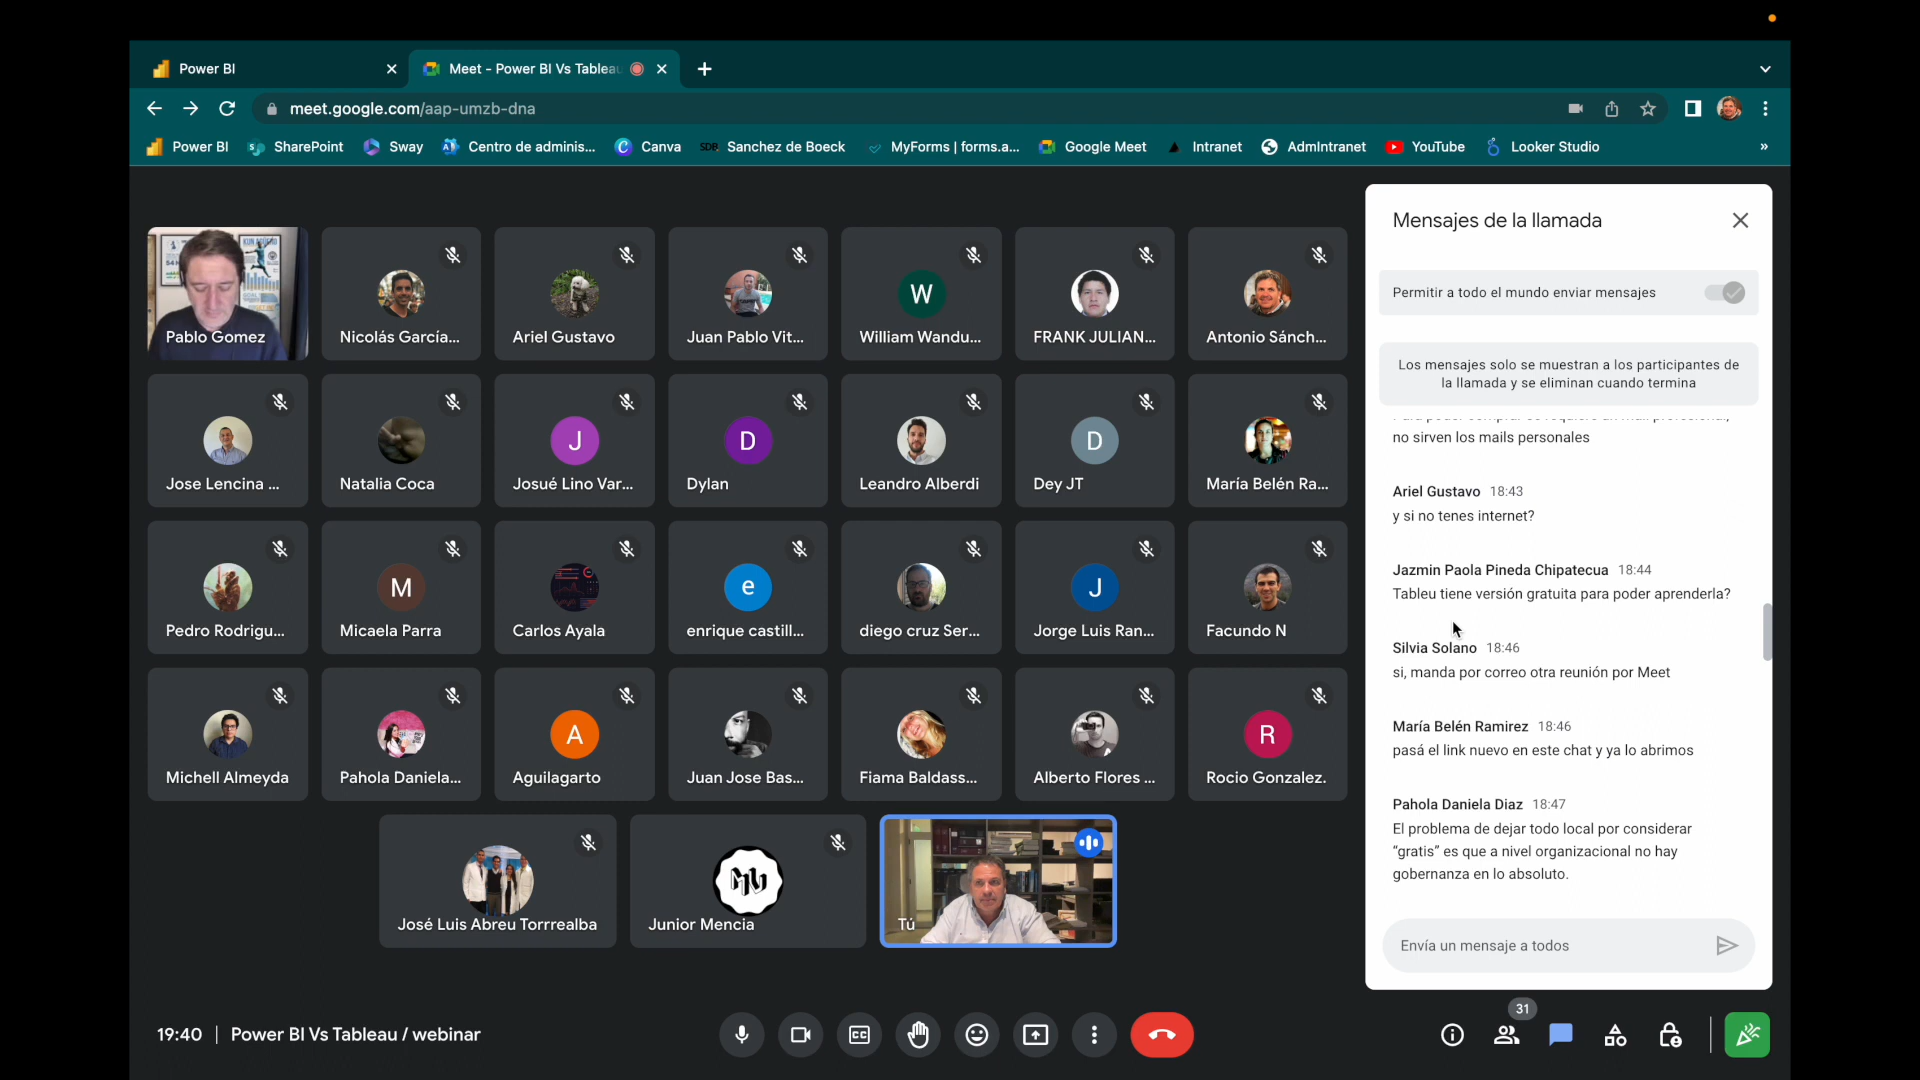 Power BI
Meet - Power BI Vs Tableau
meet.google.com/aap-umzb-dna
Power BI
SharePoint
Sway
Centro de adminis...
Canva
SDB
Sanchez de Boeck
MyForms | forms.a...
Google Meet
Intranet
AdmIntranet
YouTube
Looker Studio
»
Pablo Gomez
Nicolás García...
Ariel Gustavo
Juan Pablo Vit...
W
William Wandu...
FRANK JULIAN...
Antonio Sánch...
Jose Lencina ...
Natalia Coca
J
Josué Lino Var...
D
Dylan
Leandro Alberdi
D
Dey JT
María Belén Ra...
Pedro Rodrigu...
M
Micaela Parra
Carlos Ayala
e
enrique castill...
diego cruz Ser...
J
Jorge Luis Ran...
Facundo N
Michell Almeyda
Pahola Daniela...
A
Aguilagarto
Juan Jose Bas...
Fiama Baldass...
Alberto Flores ...
R
Rocio Gonzalez.
José Luis Abreu Torrrealba
Junior Mencia
Tú
Mensajes de la llamada
Permitir a todo el mundo enviar mensajes
Los mensajes solo se muestran a los participantes de
la llamada y se eliminan cuando termina
no sirven los mails personales
Ariel Gustavo 18:43
y si no tenes internet?
Jazmin Paola Pineda Chipatecua 18:44
Tableu tiene versión gratuita para poder aprenderla?
Silvia Solano 18:46
si, manda por correo otra reunión por Meet
María Belén Ramirez 18:46
pasá el link nuevo en este chat y ya lo abrimos
Pahola Daniela Diaz 18:47
El problema de dejar todo local por considerar
“gratis” es que a nivel organizacional no hay
gobernanza en lo absoluto.
Envía un mensaje a todos
19:40 | Power BI Vs Tableau / webinar
31